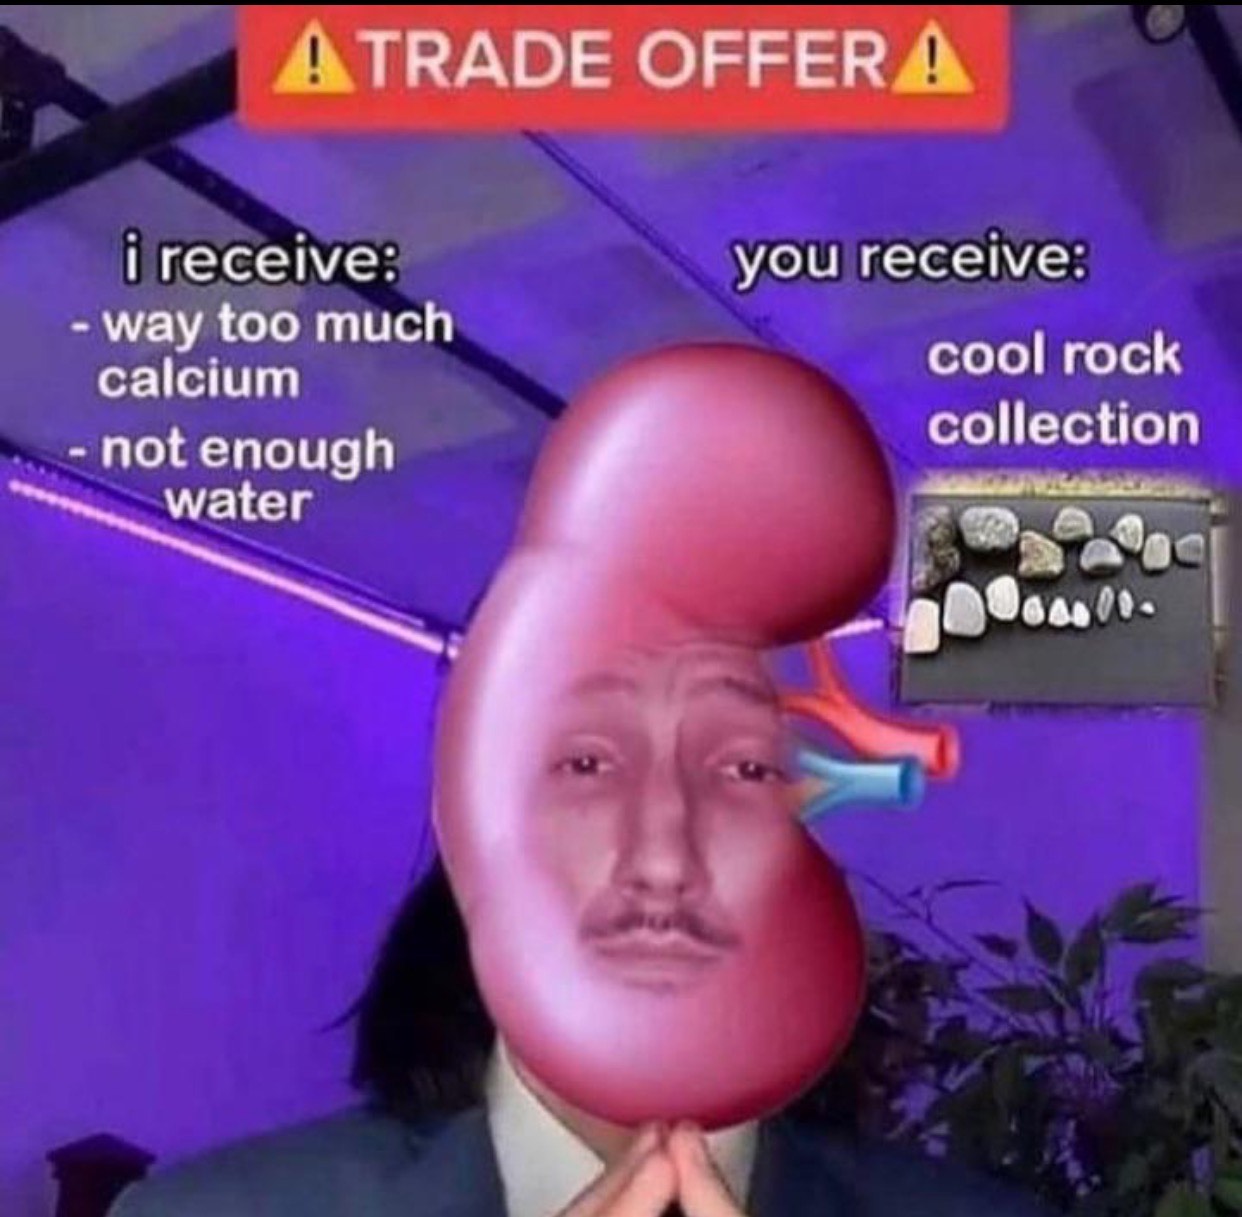 ⚠TRADE OFFER⚠
i receive:
- way too much
calcium
- not enough
water
you receive:
cool rock
collection